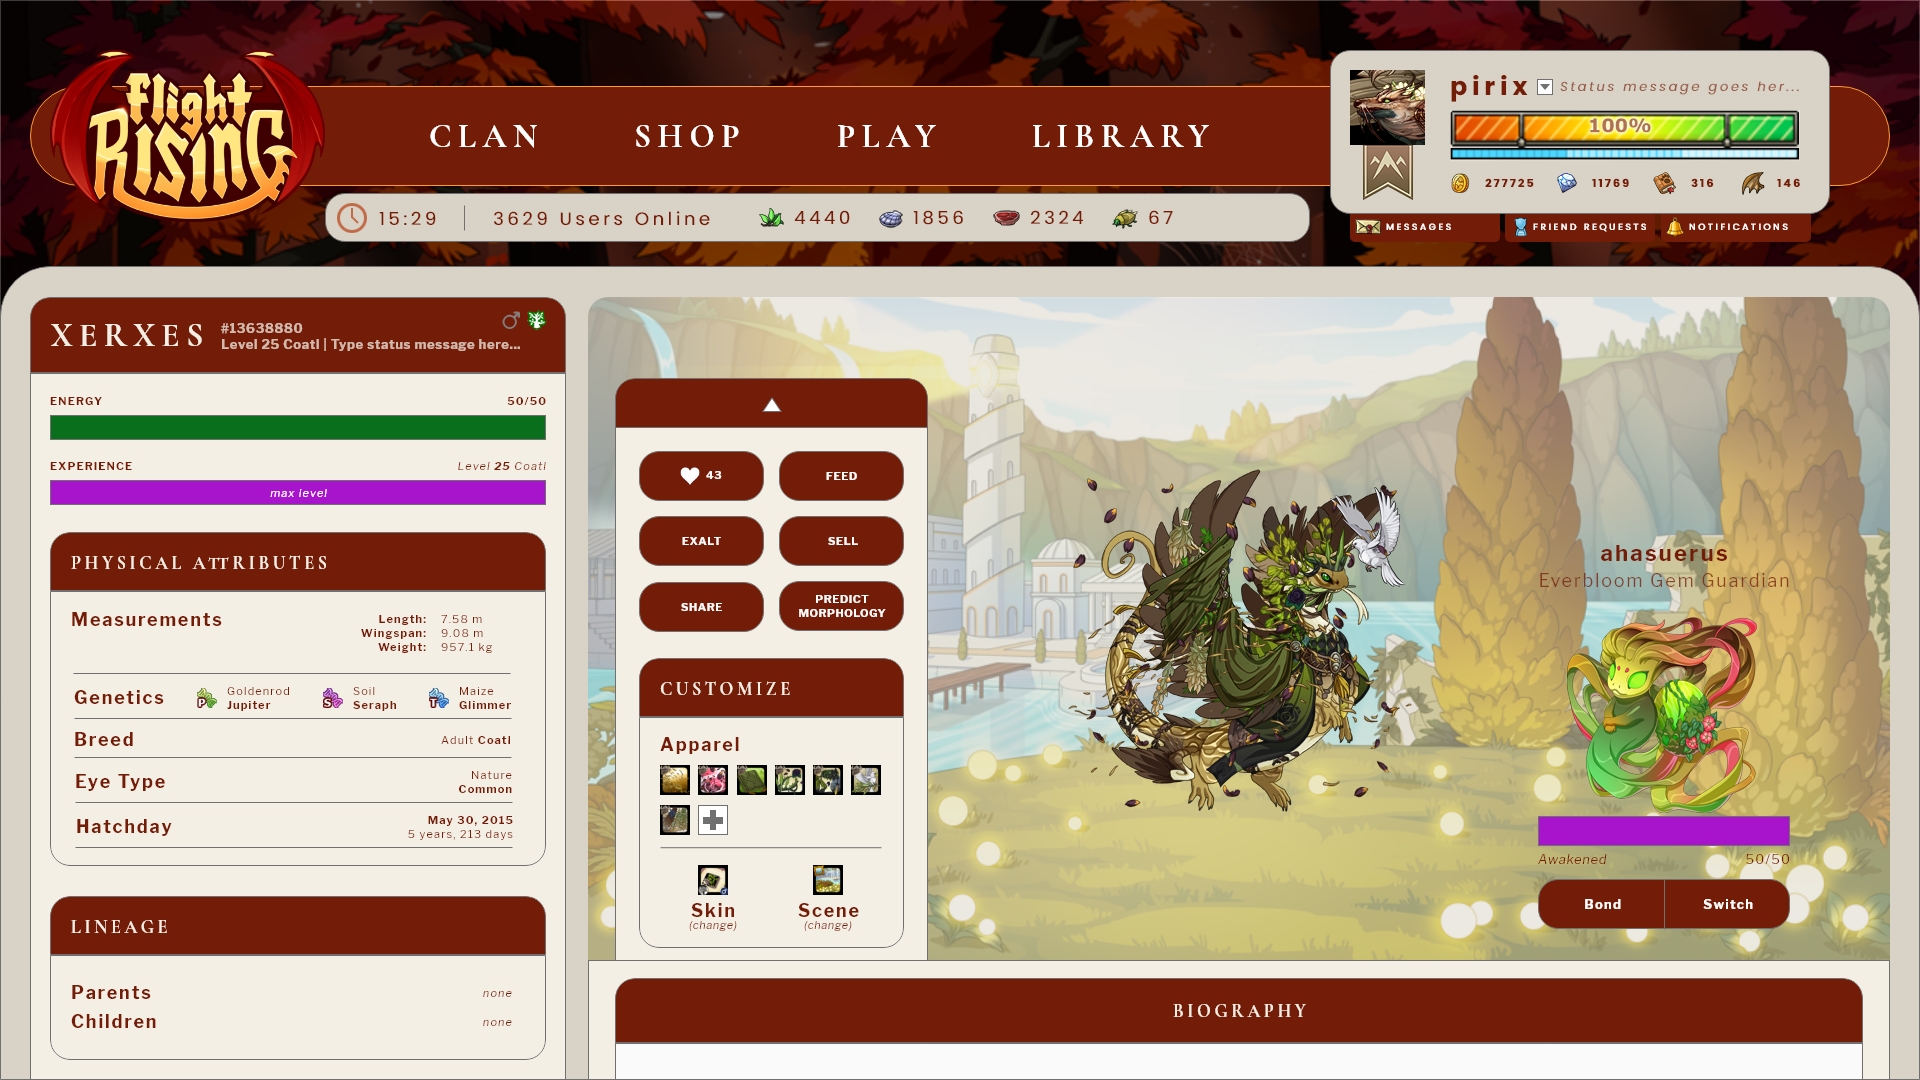 Flight
RISING
CLAN SHOP PLAY LIBRARY
pirix Status message goes her...
100%
277725 11769 316 146
15:29 3629 Users Online 4440 1856 2324 67
MESSAGES FRIEND REQUESTS NOTIFICATIONS
XERXES
#13638880
Level 25 Coatl | Type status message here...
ENERGY 50/50
EXPERIENCE Level 25 Coatl
max level
PHYSICAL ATTRIBUTES
Measurements
Length: 7.58 m
Wingspan: 9.08 m
Weight: 957.1 kg
Genetics
P Goldenrod
Jupiter
S Soil
Seraph
T Maize
Glimmer
Breed Adult Coatl
Eye Type Nature
Common
Hatchday May 30, 2015
5 years, 213 days
LINEAGE
Parents none
Children none
43 FEED
EXALT SELL
SHARE PREDICT
MORPHOLOGY
CUSTOMIZE
Apparel
Skin
(change)
Scene
(change)
ahasuerus
Everbloom Gem Guardian
Awakened 50/50
Bond Switch
BIOGRAPHY